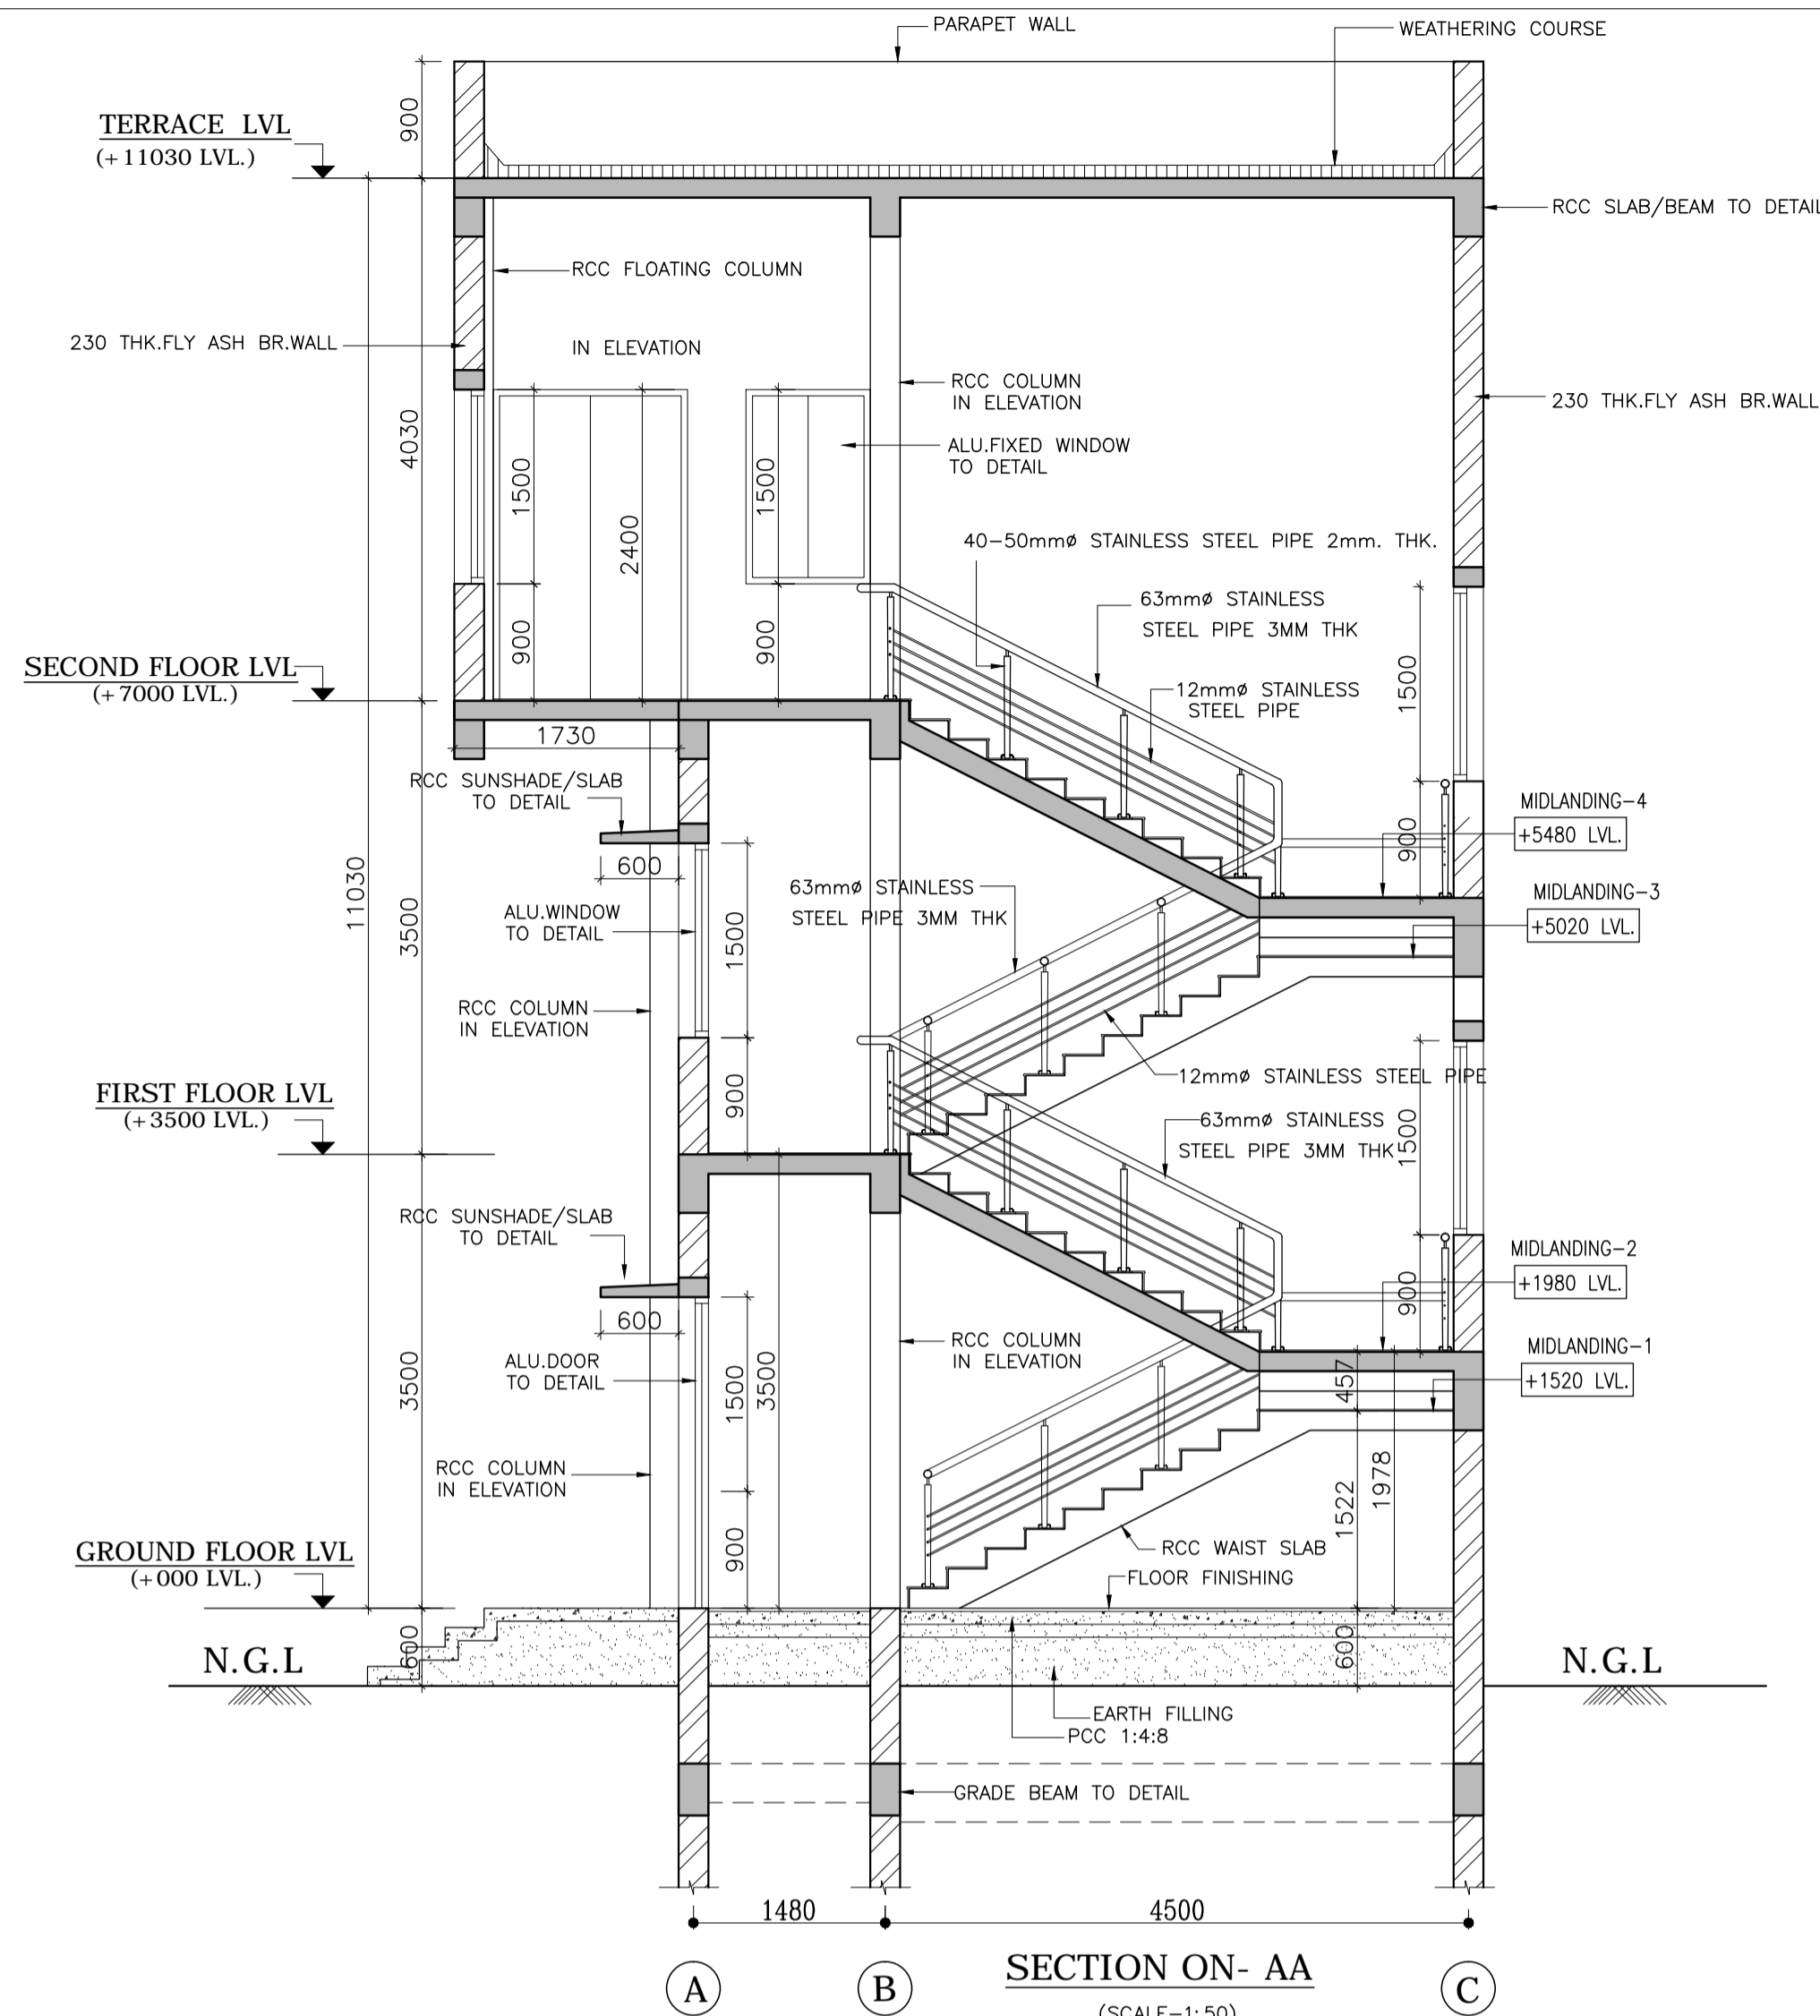 PARAPET WALL
WEATHERING COURSE
900
TERRACE LVL
(+11030 LVL.)
RCC SLAB/BEAM TO DETAIL
RCC FLOATING COLUMN
230 THK.FLY ASH BR.WALL
IN ELEVATION
RCC COLUMN
IN ELEVATION
230 THK.FLY ASH BR.WALL
4030
ALU.FIXED WINDOW
TO DETAIL
1500
2400
1500
40-50mmø STAINLESS STEEL PIPE 2mm. THK.
63mmø STAINLESS
STEEL PIPE 3MM THK
900
900
SECOND FLOOR LVL
(+7000 LVL.)
12mmø STAINLESS
STEEL PIPE
1500
1730
RCC SUNSHADE/SLAB
TO DETAIL
MIDLANDING-4
+5480 LVL.
900
600
11030
63mmø STAINLESS
STEEL PIPE 3MM THK
MIDLANDING-3
+5020 LVL.
ALU.WINDOW
TO DETAIL
3500
1500
RCC COLUMN
IN ELEVATION
12mmø STAINLESS STEEL PIPE
FIRST FLOOR LVL
(+3500 LVL.)
900
63mmø STAINLESS
STEEL PIPE 3MM THK
1500
RCC SUNSHADE/SLAB
TO DETAIL
MIDLANDING-2
+1980 LVL.
900
600
RCC COLUMN
IN ELEVATION
MIDLANDING-1
+1520 LVL.
ALU.DOOR
TO DETAIL
3500
1500
3500
457
RCC COLUMN
IN ELEVATION
1522
1978
900
RCC WAIST SLAB
FLOOR FINISHING
GROUND FLOOR LVL
(+000 LVL.)
600
600
N.G.L
N.G.L
EARTH FILLING
PCC 1:4:8
GRADE BEAM TO DETAIL
1480
4500
A
B
C
SECTION ON- AA
(SCALE-1:50)